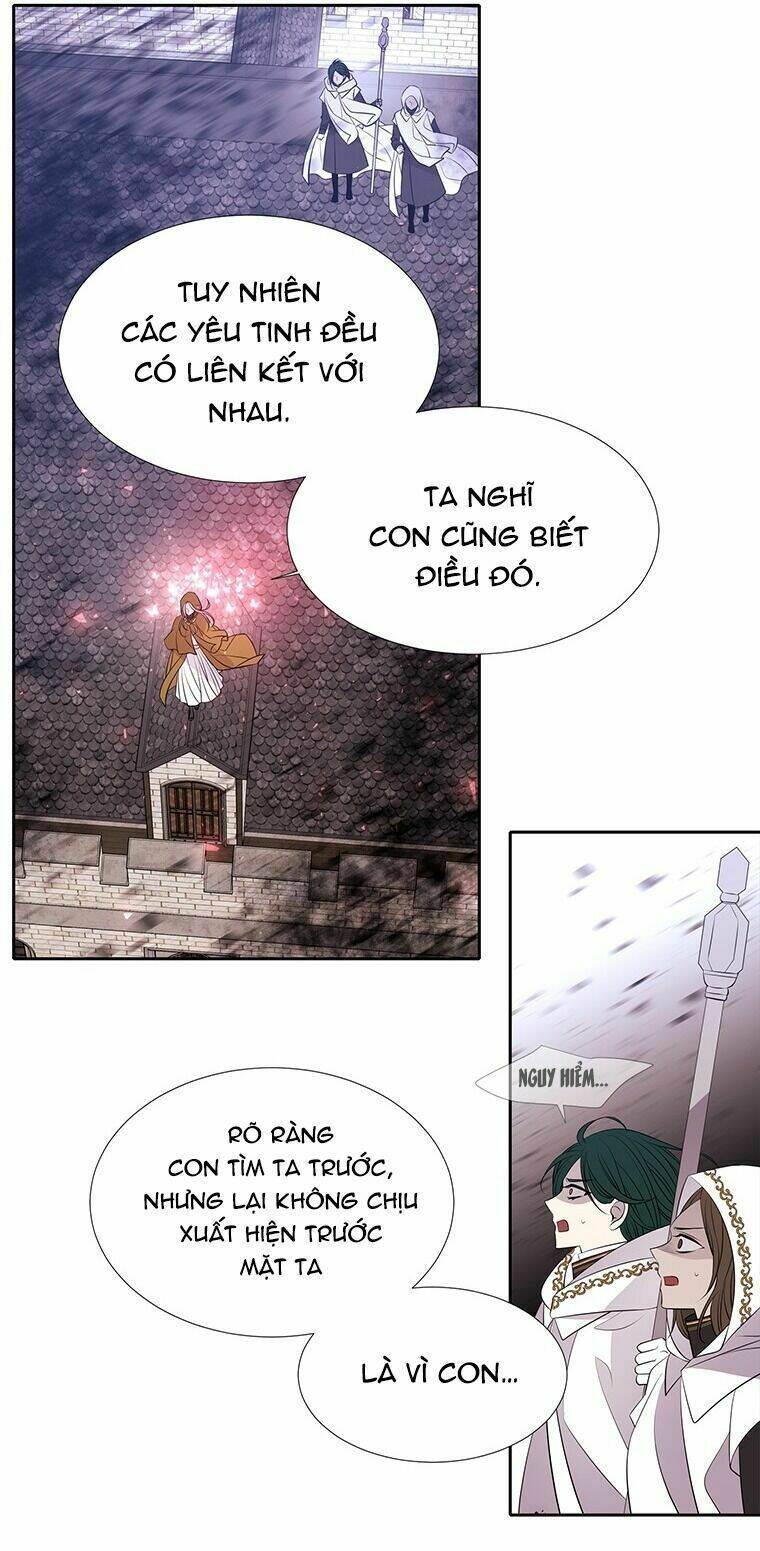 TUY NHIÊN
CÁC YÊU TINH ĐỀU
CÓ LIÊN KẾT VỚI
NHAU.
TA NGHĨ
CON CŨNG BIẾT
ĐIỀU ĐÓ.
NGUY HIỂM...
RÕ RÀNG
CON TÌM TA TRƯỚC,
NHƯNG LẠI KHÔNG CHỊU
XUẤT HIỆN TRƯỚC
MẶT TA
LÀ VÌ CON...